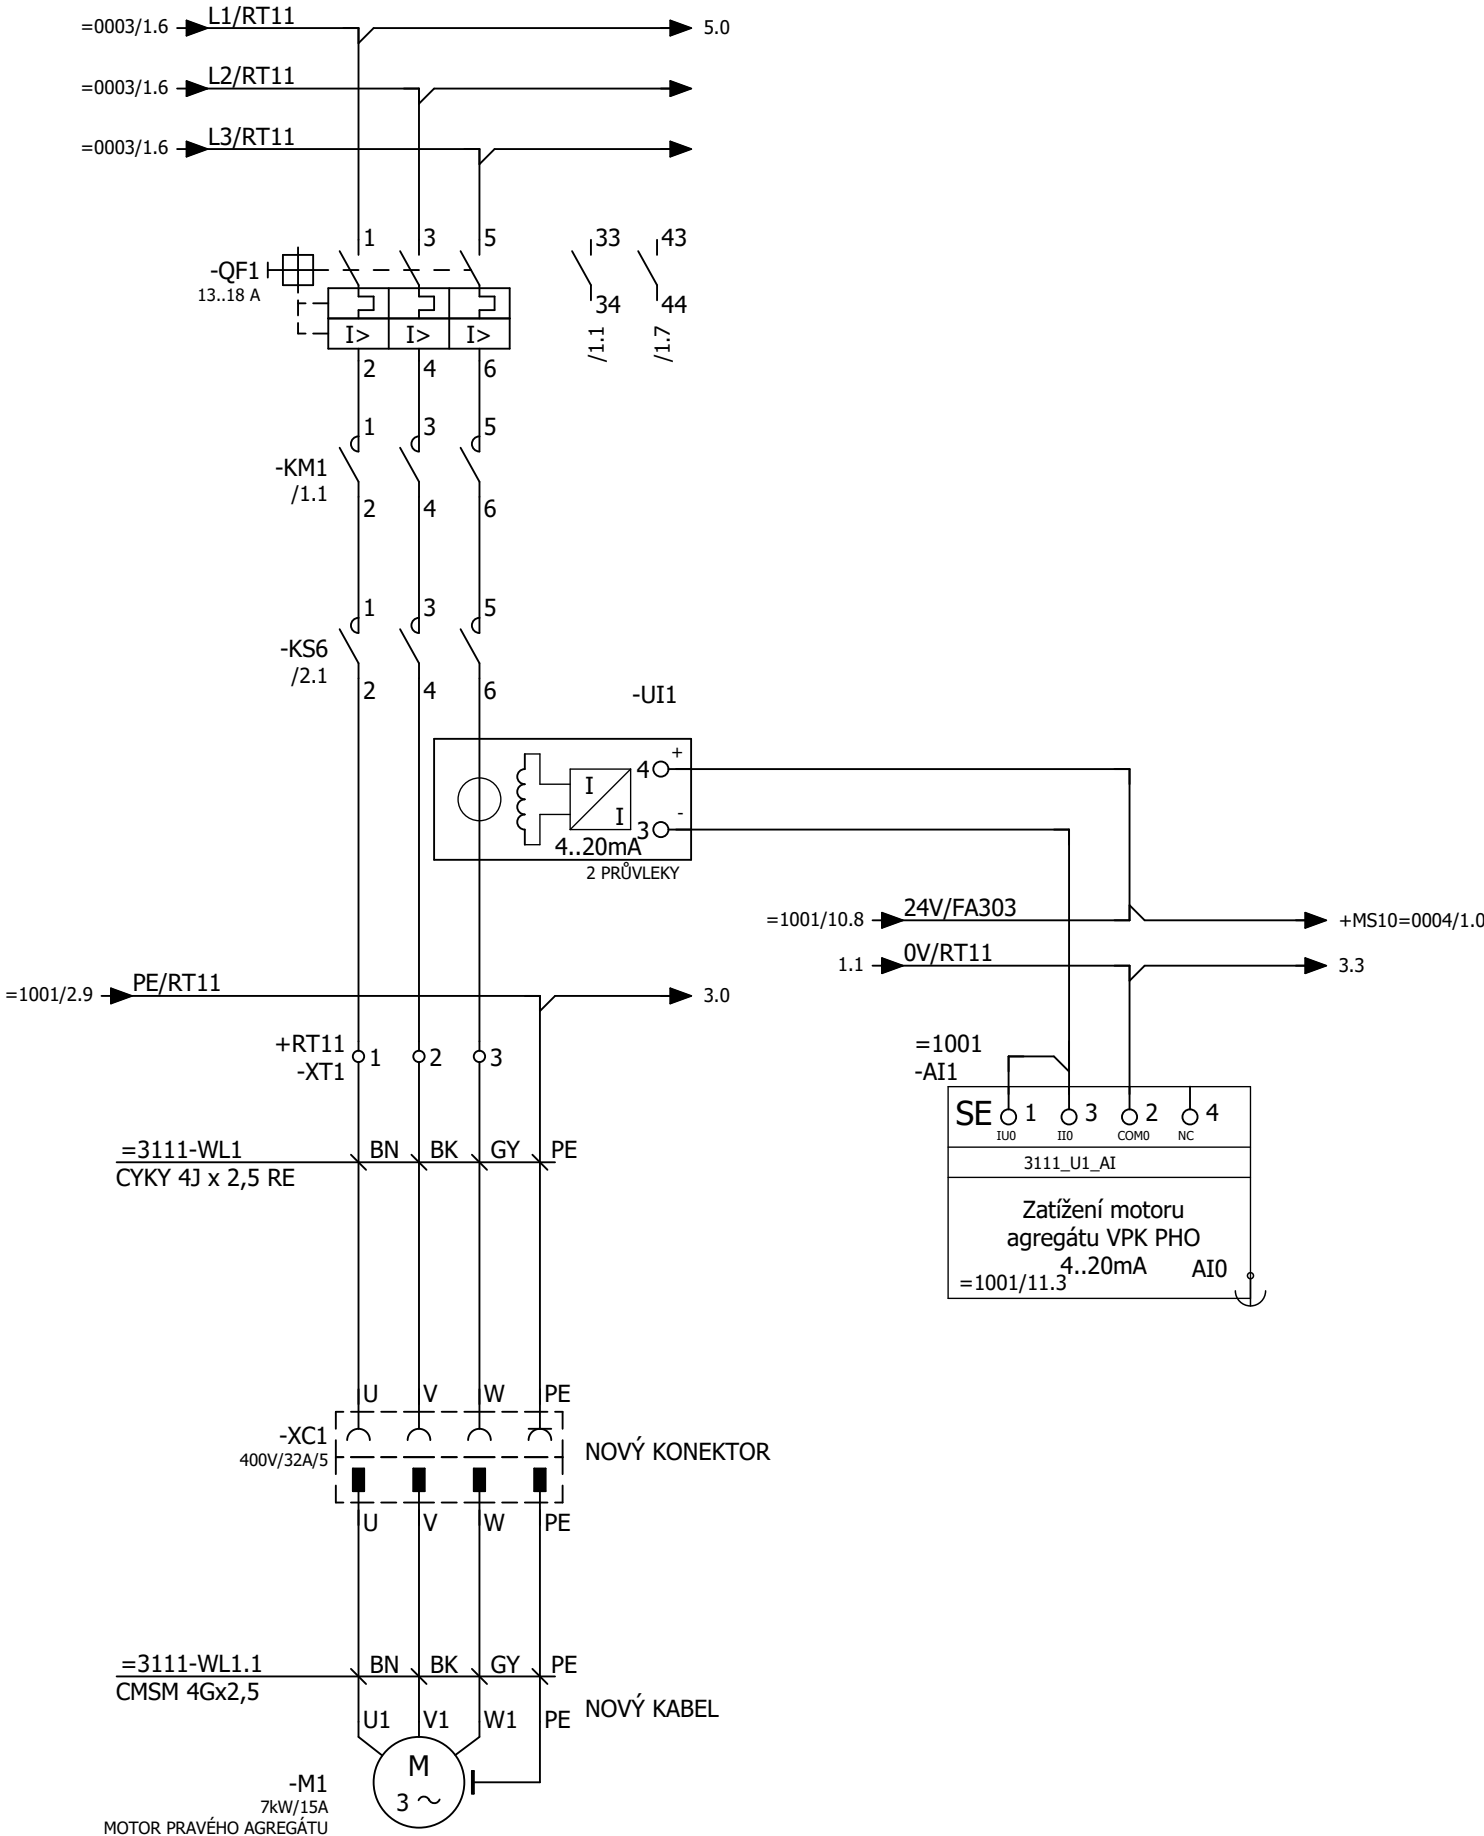 =0003/1.6 L1/RT11 5.0
=0003/1.6 L2/RT11
=0003/1.6 L3/RT11
1 3 5 33 43
-QF1
13..18 A
34 44
I> I> I>
/1.1 /1.7
2 4 6
1 3 5
-KM1
/1.1
2 4 6
1 3 5
-KS6
/2.1
2 4 6
-UI1
4 +
I
I
3 -
4..20mA
2 PRŮVLEKY
=1001/10.8 24V/FA303 +MS10=0004/1.0
1.1 0V/RT11 3.3
=1001/2.9 PE/RT11 3.0
+RT11
-XT1
1 2 3
=1001
-AI1
SE 1 3 2 4
IU0 II0 COM0 NC
3111_U1_AI
Zatížení motoru
agregátu VPK PHO
4..20mA AI0
=1001/11.3
=3111-WL1 BN BK GY PE
CYKY 4J x 2,5 RE
U V W PE
-XC1
400V/32A/5
NOVÝ KONEKTOR
U V W PE
=3111-WL1.1 BN BK GY PE
CMSM 4Gx2,5
NOVÝ KABEL
U1 V1 W1 PE
M
3 ~
-M1
7kW/15A
MOTOR PRAVÉHO AGREGÁTU